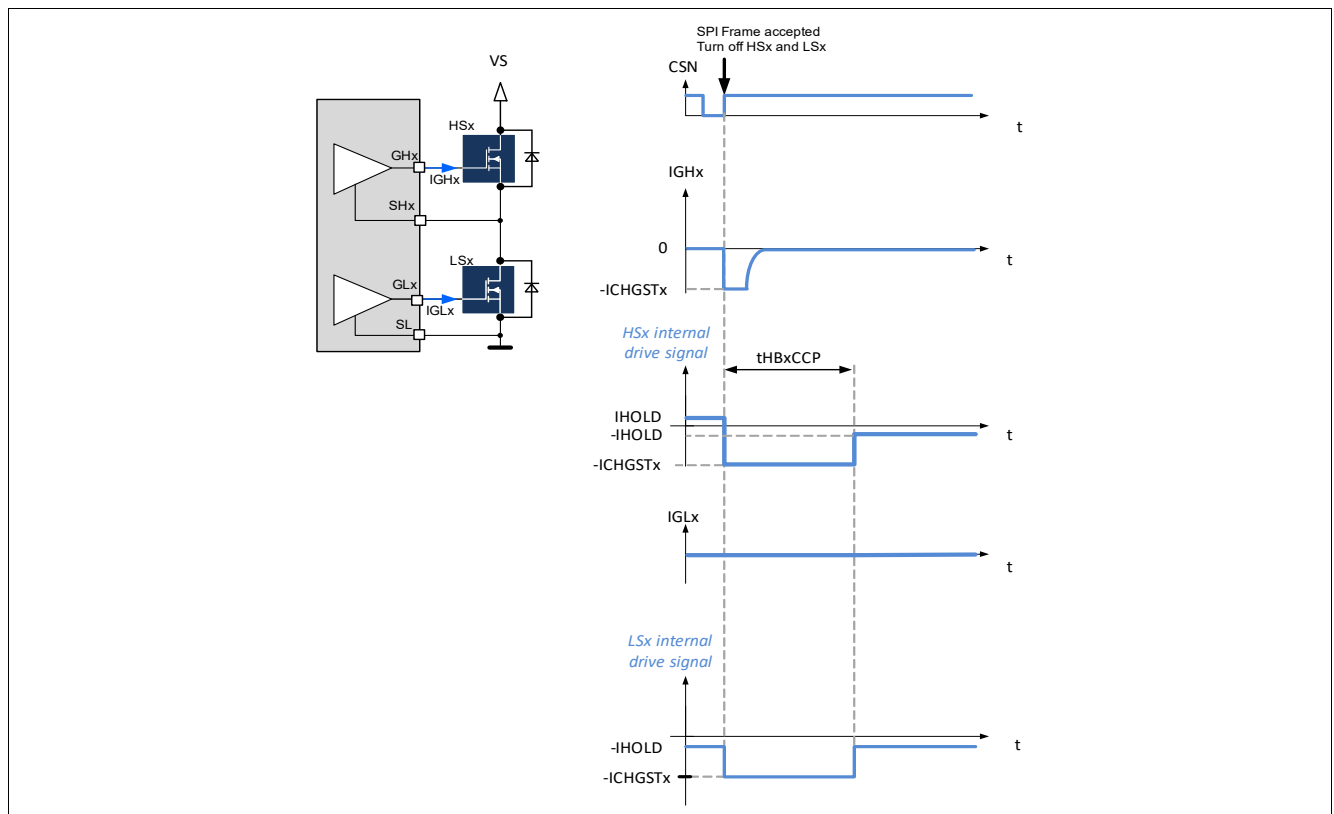 VS
HSx
GHx
IGHx
SHx
LSx
GLx
IGLx
SL
SPI Frame accepted
Turn off HSx and LSx
CSN
t
IGHx
0
t
-ICHGSTx
HSx internal
drive signal
tHBxCCP
IHOLD
-IHOLD
t
-ICHGSTx
IGLx
t
LSx internal
drive signal
-IHOLD
t
-ICHGSTx